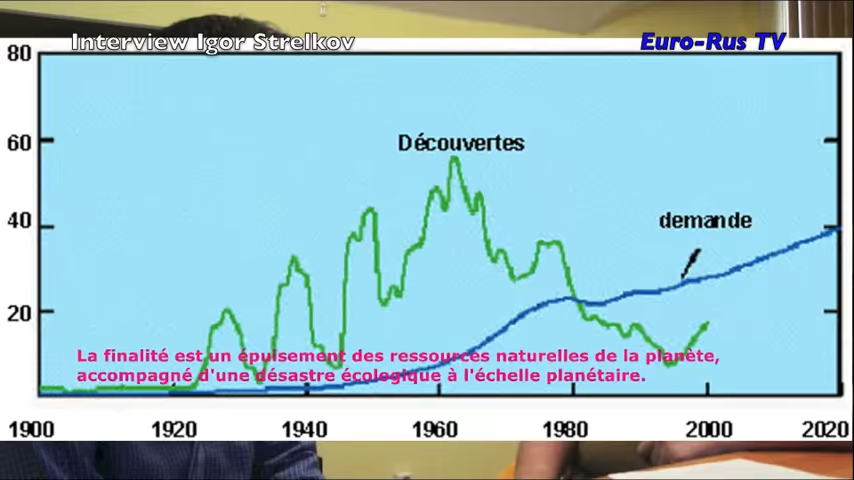 Interview Igor Strelkov
Euro-Rus TV
80
60
40
20
Découvertes
demande
La finalité est un épuisement des ressources naturelles de la planète,
accompagné d'une désastre écologique à l'échelle planétaire.
1900 1920 1940 1960 1980 2000 2020